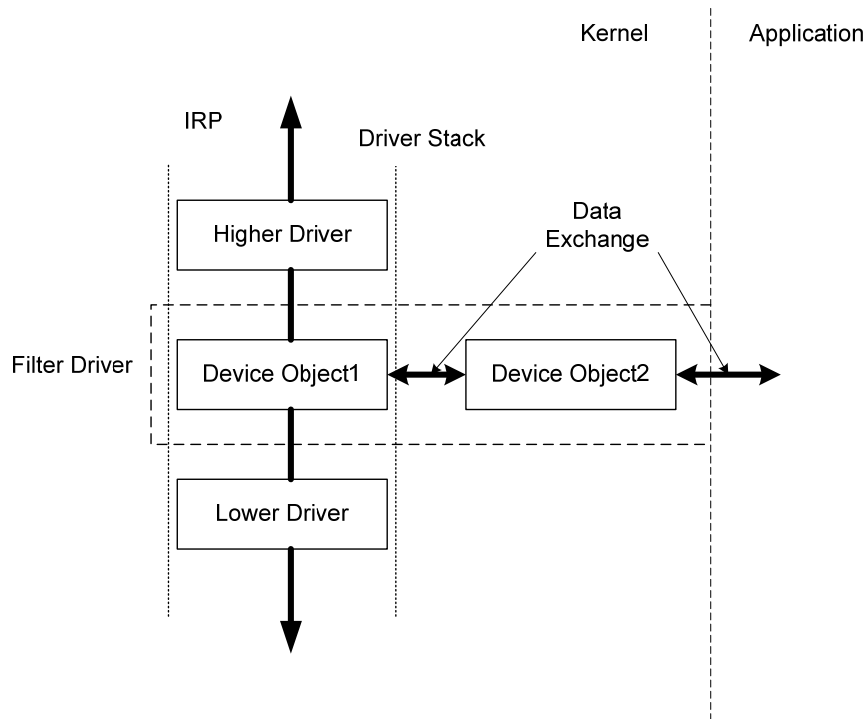 Kernel
Application
IRP
Driver Stack
Higher Driver
Data
Exchange
Filter Driver
Device Object1
Device Object2
Lower Driver